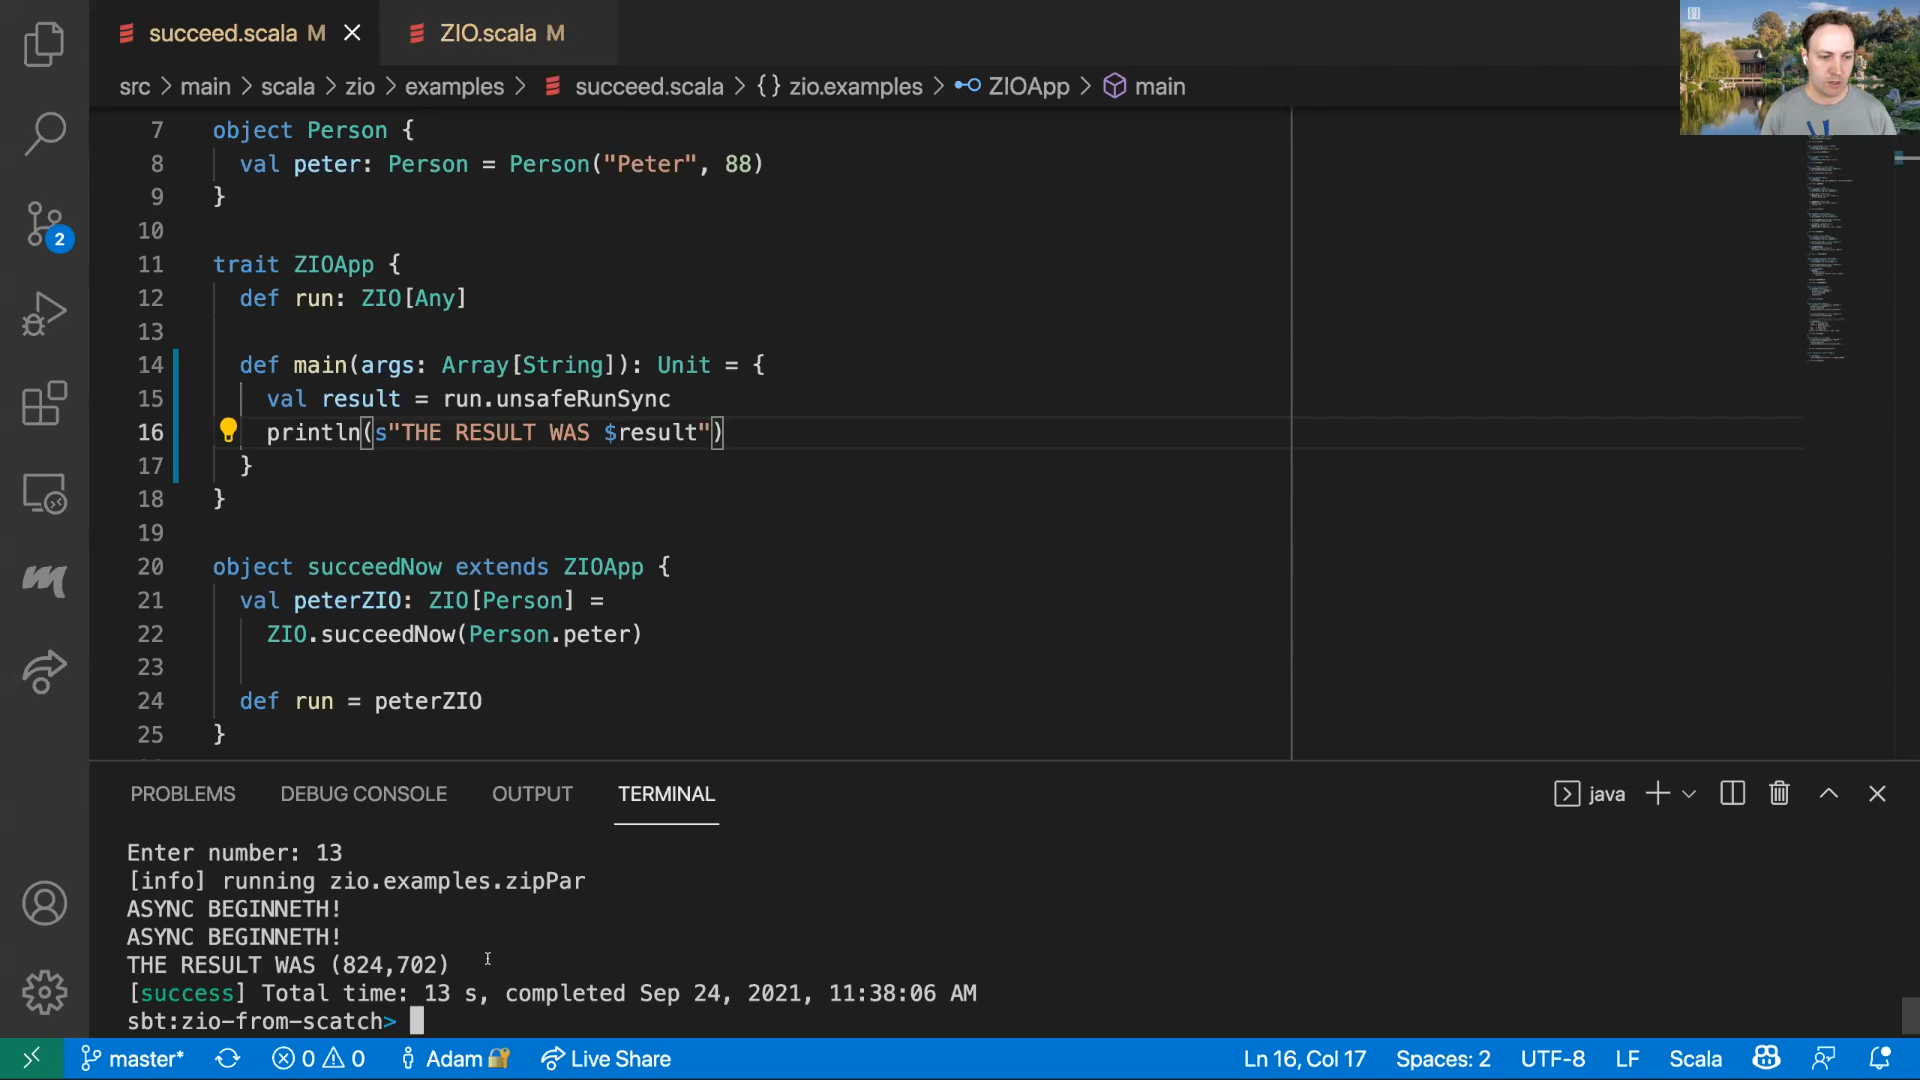 succeed.scala M
ZIO.scala M
src > main > scala > zio > examples > succeed.scala > {} zio.examples > ZIOApp > main
7 object Person {
8 val peter: Person = Person("Peter", 88)
9 }
10
11 trait ZIOApp {
12 def run: ZIO[Any]
13
14 def main(args: Array[String]): Unit = {
15 val result = run.unsafeRunSync
16 println(s"THE RESULT WAS $result")
17 }
18 }
19
20 object succeedNow extends ZIOApp {
21 val peterZIO: ZIO[Person] =
22 ZIO.succeedNow(Person.peter)
23
24 def run = peterZIO
25 }
2
PROBLEMS DEBUG CONSOLE OUTPUT TERMINAL
java
Enter number: 13
[info] running zio.examples.zipPar
ASYNC BEGINNETH!
ASYNC BEGINNETH!
THE RESULT WAS (824,702)
[success] Total time: 13 s, completed Sep 24, 2021, 11:38:06 AM
sbt:zio-from-scatch>
master* 0 0 Adam Live Share Ln 16, Col 17 Spaces: 2 UTF-8 LF Scala